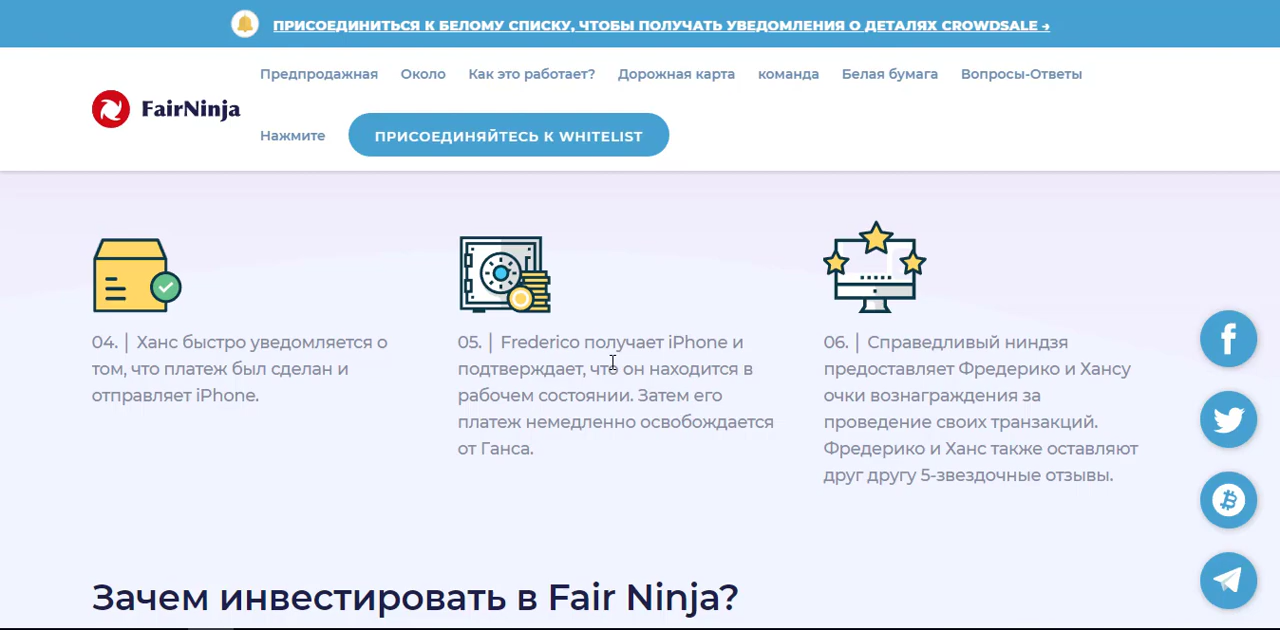 ПРИСОЕДИНИТЬСЯ К БЕЛОМУ СПИСКУ, ЧТОБЫ ПОЛУЧАТЬ УВЕДОМЛЕНИЯ О ДЕТАЛЯХ CROWDSALE →
Предпродажная Около Как это работает? Дорожная карта команда Белая бумага Вопросы-Ответы
FairNinja
Нажмите ПРИСОЕДИНЯЙТЕСЬ К WHITELIST
04. | Ханс быстро уведомляется о
том, что платеж был сделан и
отправляет iPhone.
05. | Frederico получает iPhone и
подтверждает, что он находится в
рабочем состоянии. Затем его
платеж немедленно освобождается
от Ганса.
06. | Справедливый ниндзя
предоставляет Фредерико и Хансу
очки вознаграждения за
проведение своих транзакций.
Фредерико и Ханс также оставляют
друг другу 5-звездочные отзывы.
Зачем инвестировать в Fair Ninja?